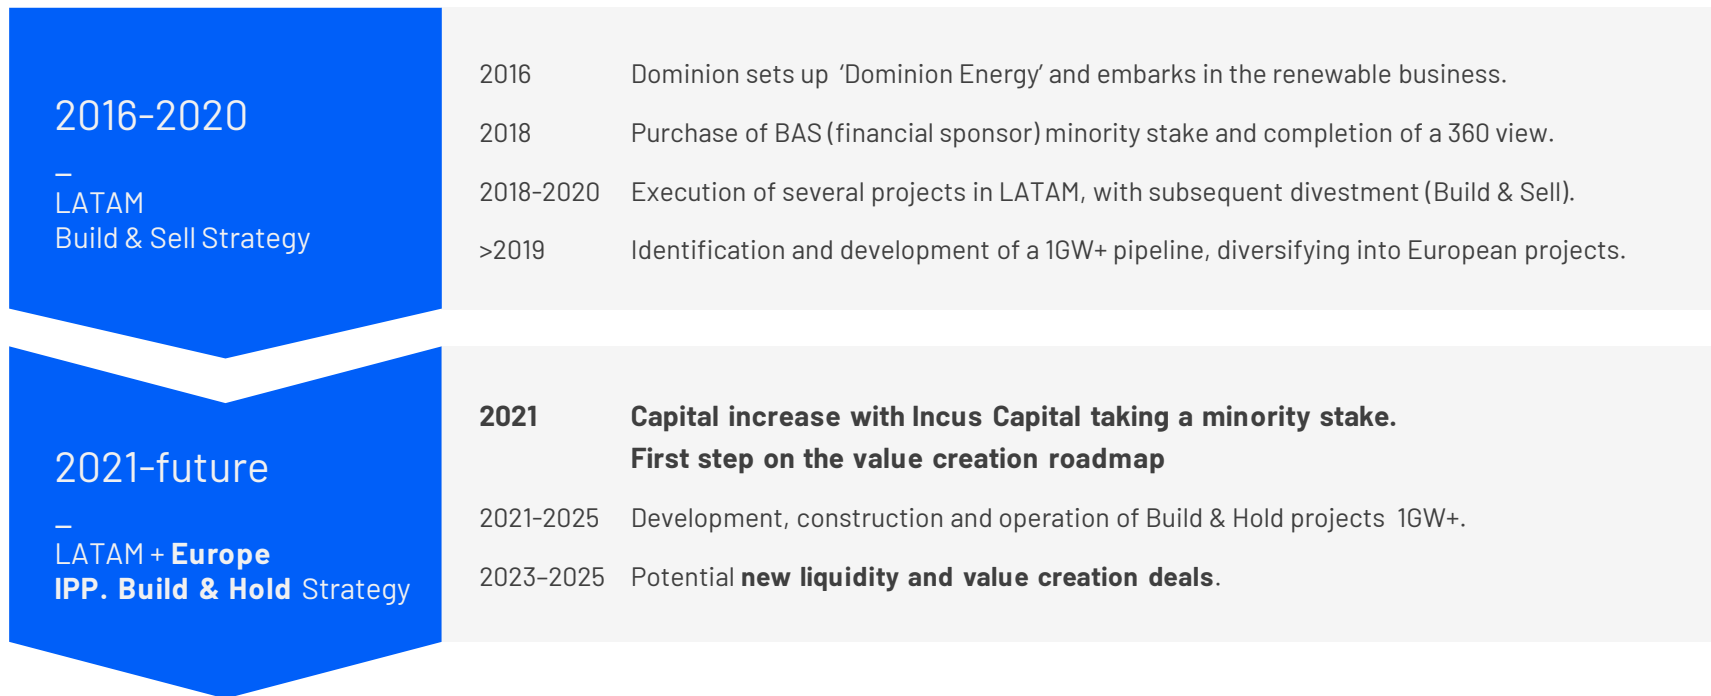 2016-2020
–
LATAM
Build & Sell Strategy
2016 Dominion sets up ‘Dominion Energy’ and embarks in the renewable business.
2018 Purchase of BAS (financial sponsor) minority stake and completion of a 360 view.
2018-2020 Execution of several projects in LATAM, with subsequent divestment (Build & Sell).
>2019 Identification and development of a 1GW+ pipeline, diversifying into European projects.
2021-future
–
LATAM + Europe
IPP. Build & Hold Strategy
2021 Capital increase with Incus Capital taking a minority stake.
First step on the value creation roadmap
2021-2025 Development, construction and operation of Build & Hold projects 1GW+.
2023–2025 Potential new liquidity and value creation deals.